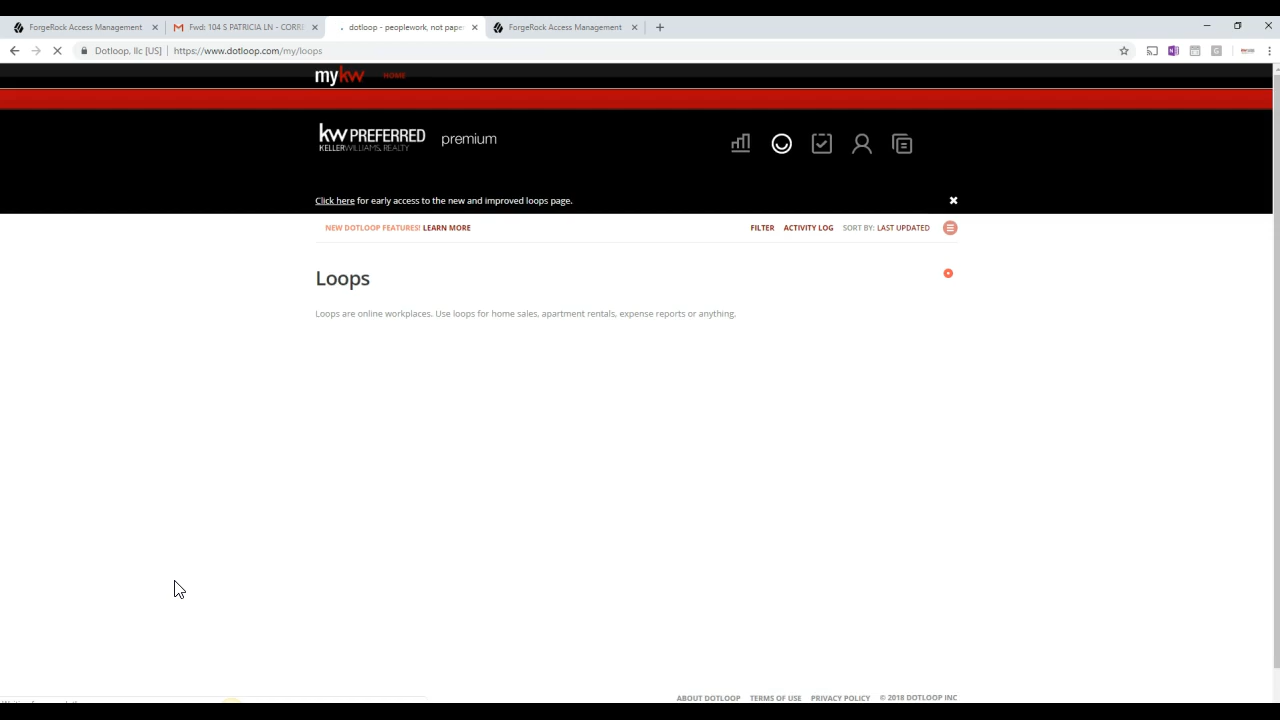 ForgeRock Access Management
Fwd: 104 S PATRICIA LN - CORRE
dotloop - peoplework, not pape
ForgeRock Access Management
Dotloop, llc [US] | https://www.dotloop.com/my/loops
mykw HOME
kw PREFERRED premium
KELLERWILLIAMS. REALTY
Click here for early access to the new and improved loops page.
NEW DOTLOOP FEATURES! LEARN MORE
FILTER ACTIVITY LOG SORT BY: LAST UPDATED
Loops
Loops are online workplaces. Use loops for home sales, apartment rentals, expense reports or anything.
ABOUT DOTLOOP TERMS OF USE PRIVACY POLICY © 2018 DOTLOOP INC